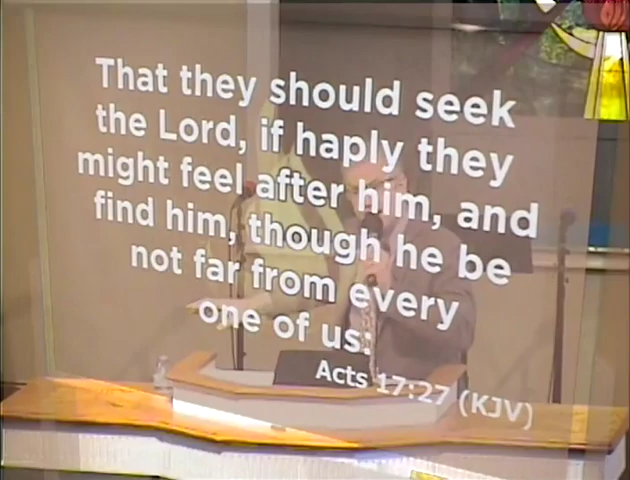 That they should seek
the Lord, if haply they
might feel after him, and
find him, though he be
not far from every
one of us:
Acts 17:27 (KJV)